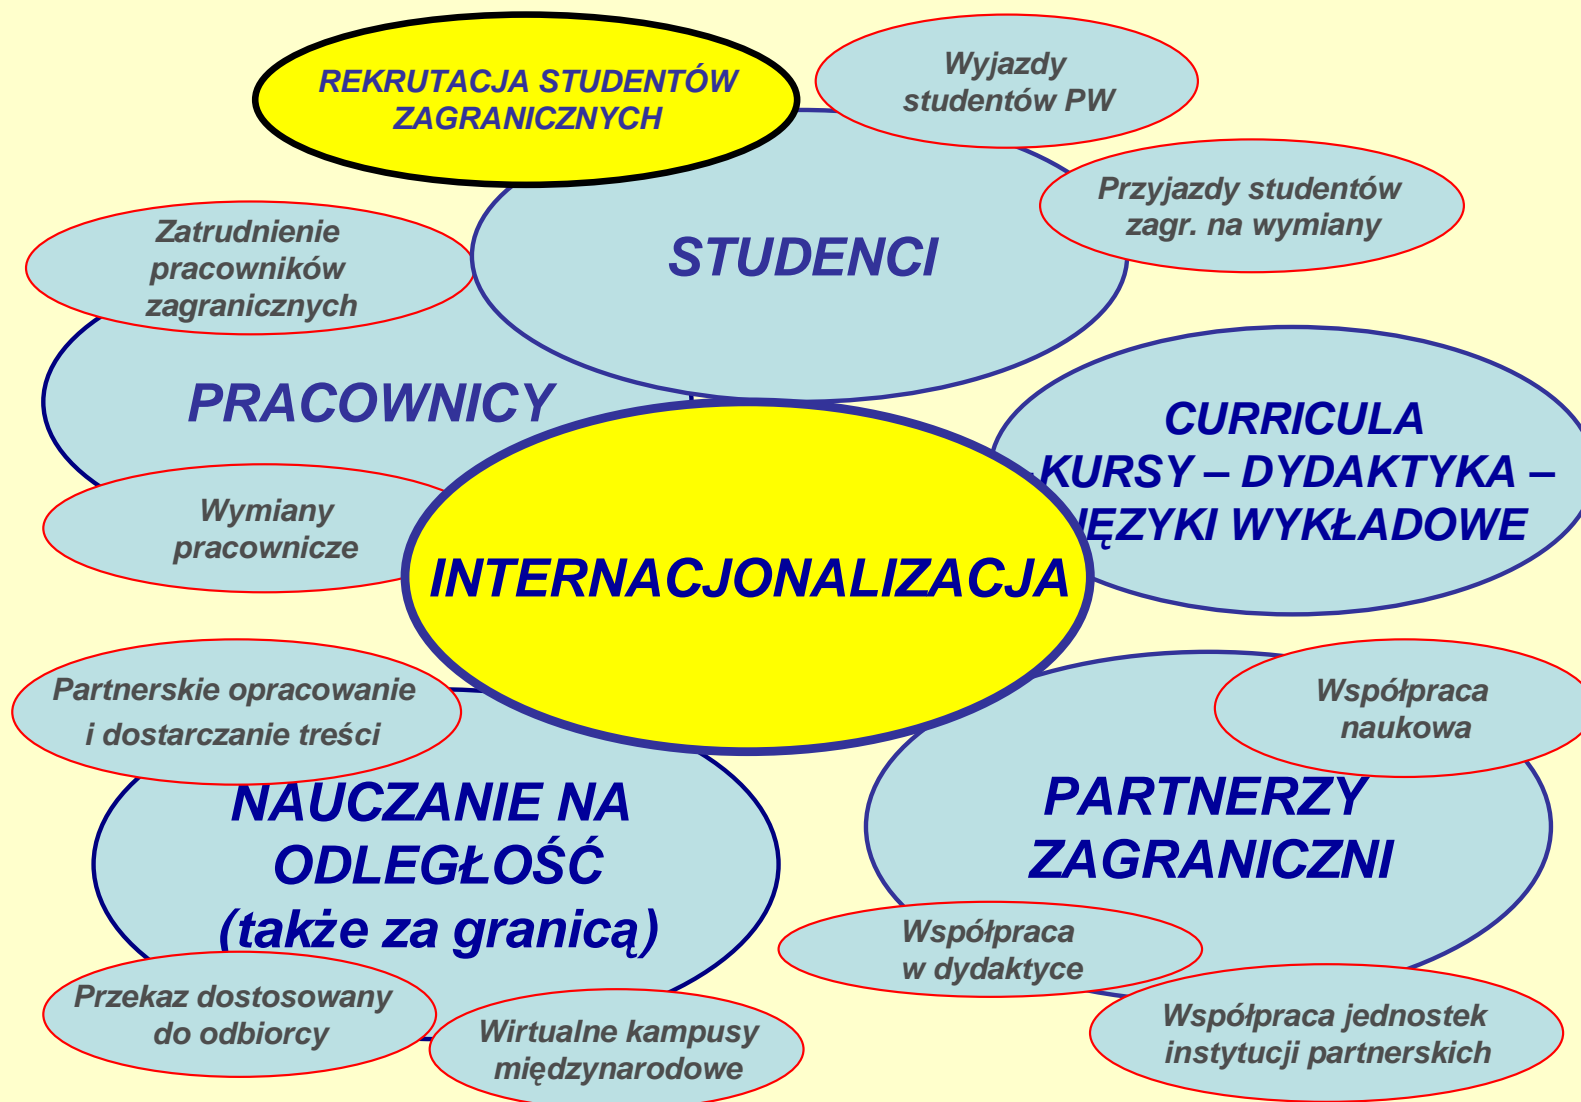 REKRUTACJA STUDENTÓW
ZAGRANICZNYCH
Wyjazdy
studentów PW
Przyjazdy studentów
zagr. na wymiany
STUDENCI
Zatrudnienie
pracowników
zagranicznych
PRACOWNICY
Wymiany
pracownicze
CURRICULA
-KURSY – DYDAKTYKA –
JĘZYKI WYKŁADOWE
INTERNACJONALIZACJA
Partnerskie opracowanie
i dostarczanie treści
NAUCZANIE NA
ODLEGŁOŚĆ
(także za granicą)
Przekaz dostosowany
do odbiorcy
Wirtualne kampusy
międzynarodowe
Współpraca
naukowa
PARTNERZY
ZAGRANICZNI
Współpraca
w dydaktyce
Współpraca jednostek
instytucji partnerskich